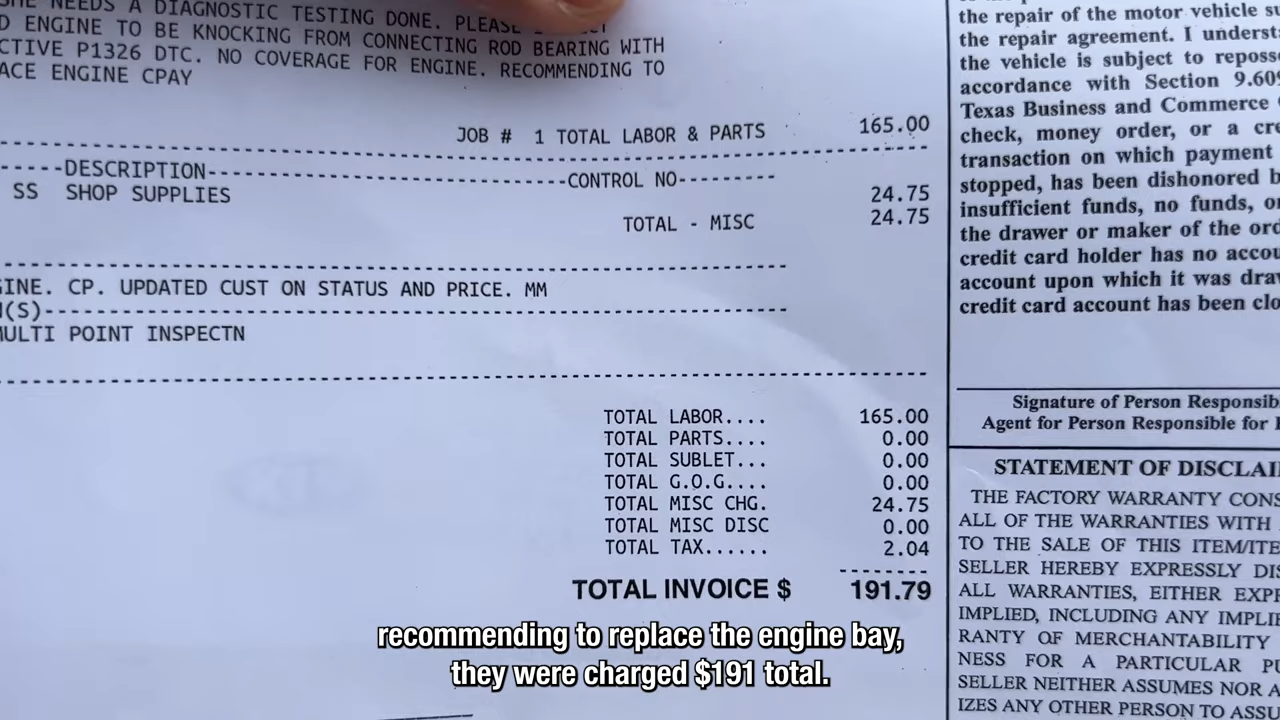 NEEDS A DIAGNOSTIC TESTING DONE.
D ENGINE TO BE KNOCKING FROM CONNECTING ROD BEARING WITH
CTIVE P1326 DTC. NO COVERAGE FOR ENGINE. RECOMMENDING TO
ACE ENGINE CPAY
JOB # 1 TOTAL LABOR & PARTS 165.00
-----DESCRIPTION------------------------------CONTROL NO---------
SS SHOP SUPPLIES 24.75
TOTAL - MISC 24.75
GINE. CP. UPDATED CUST ON STATUS AND PRICE. MM
N(S)
MULTI POINT INSPECTN
TOTAL LABOR.... 165.00
TOTAL PARTS.... 0.00
TOTAL SUBLET... 0.00
TOTAL G.O.G.... 0.00
TOTAL MISC CHG. 24.75
TOTAL MISC DISC 0.00
TOTAL TAX...... 2.04
TOTAL INVOICE $ 191.79
the repair of the motor vehicle su
the repair agreement. I underst
the vehicle is subject to reposs
accordance with Section 9.609
Texas Business and Commerce
check, money order, or a cre
transaction on which payment
stopped, has been dishonored b
insufficient funds, no funds, or
the drawer or maker of the ord
credit card holder has no accou
account upon which it was draw
credit card account has been clo
Signature of Person Responsib
Agent for Person Responsible for
STATEMENT OF DISCLAI
THE FACTORY WARRANTY CONS
ALL OF THE WARRANTIES WITH
TO THE SALE OF THIS ITEM/ITE
SELLER HEREBY EXPRESSLY DIS
ALL WARRANTIES, EITHER EXPR
IMPLIED, INCLUDING ANY IMPLIE
RANTY OF MERCHANTABILITY
NESS FOR A PARTICULAR PU
SELLER NEITHER ASSUMES NOR A
IZES ANY OTHER PERSON TO ASSU
recommending to replace the engine bay,
they were charged $191 total.